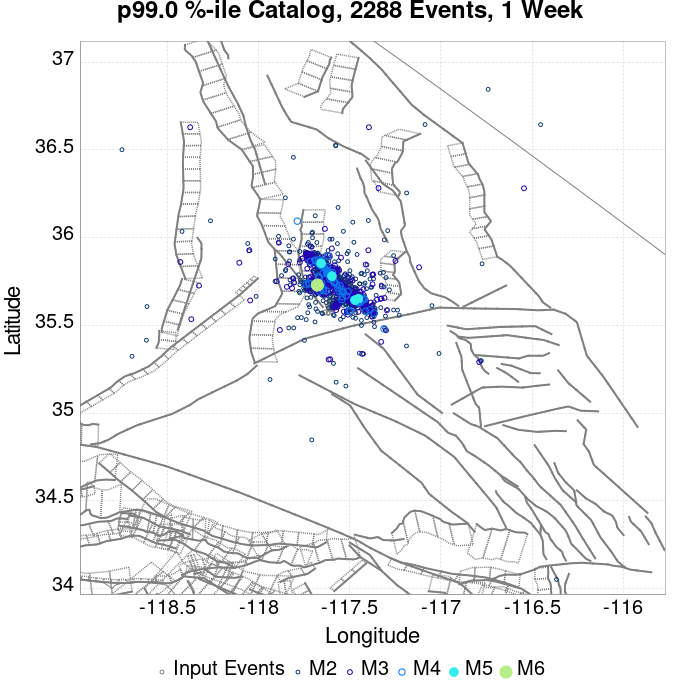 p99.0 %-ile Catalog, 2288 Events, 1 Week
37
36.5
36
35.5
35
34.5
34
Latitude
-118.5 -118 -117.5 -117 -116.5 -116
Longitude
Input Events M2 M3 M4 M5 M6